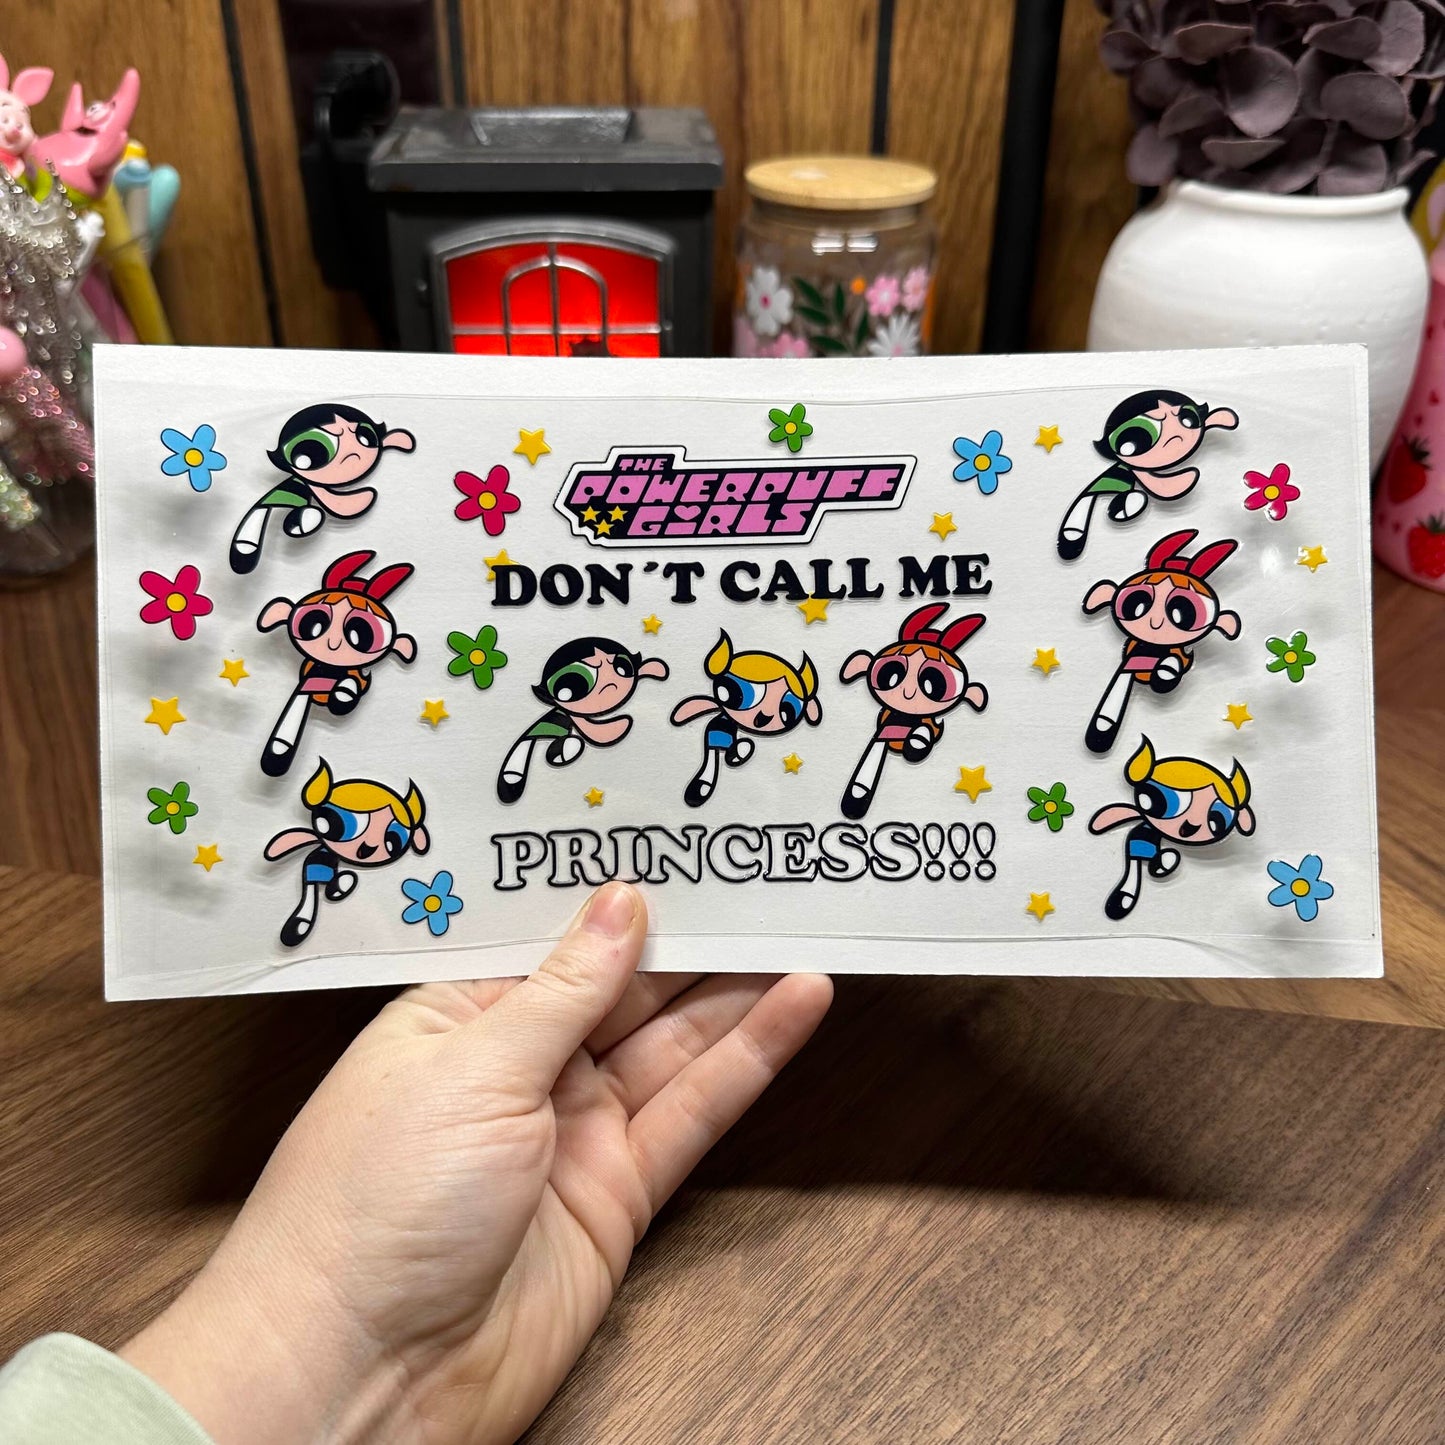 THE
POWERPUFF
GIRLS
DON´T CALL ME
PRINCESS!!!